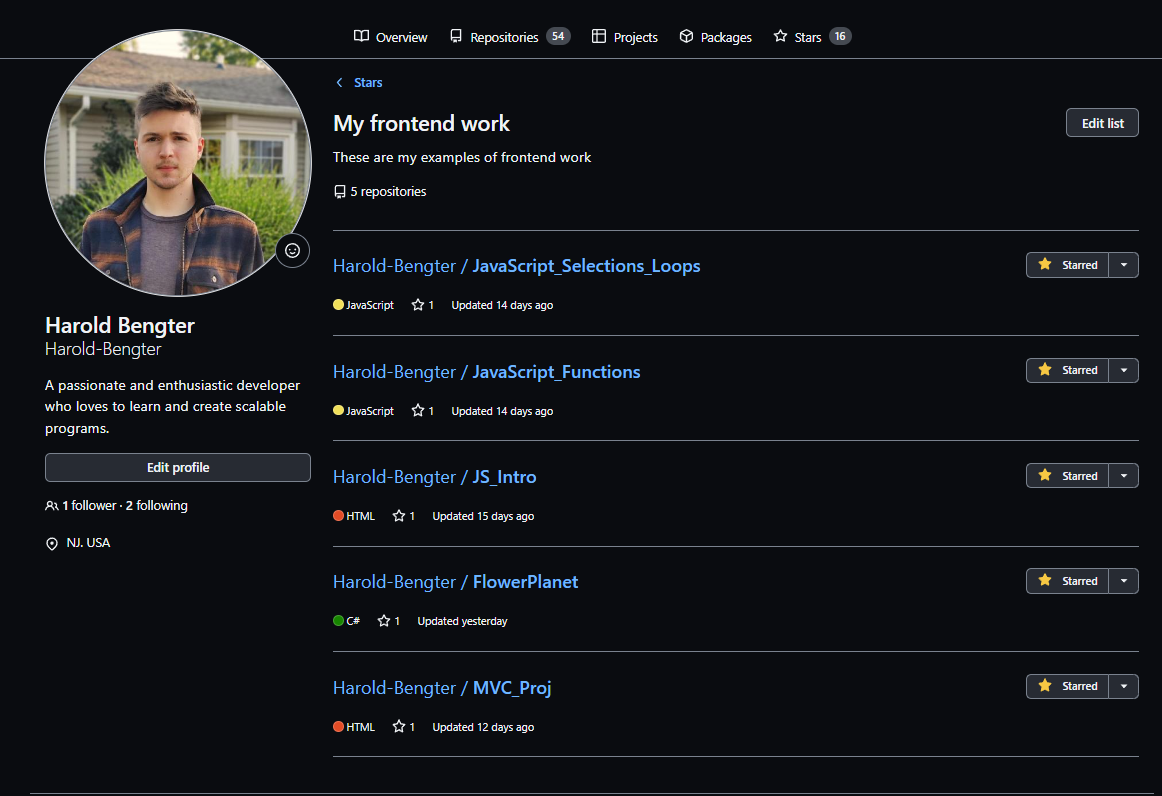 Overview Repositories 54 Projects Packages Stars 16
Stars
My frontend work
Edit list
These are my examples of frontend work
5 repositories
Harold-Bengter / JavaScript_Selections_Loops
Starred
JavaScript 1 Updated 14 days ago
Harold Bengter
Harold-Bengter
A passionate and enthusiastic developer
who loves to learn and create scalable
programs.
Edit profile
1 follower · 2 following
NJ. USA
Harold-Bengter / JavaScript_Functions
Starred
JavaScript 1 Updated 14 days ago
Harold-Bengter / JS_Intro
Starred
HTML 1 Updated 15 days ago
Harold-Bengter / FlowerPlanet
Starred
C# 1 Updated yesterday
Harold-Bengter / MVC_Proj
Starred
HTML 1 Updated 12 days ago